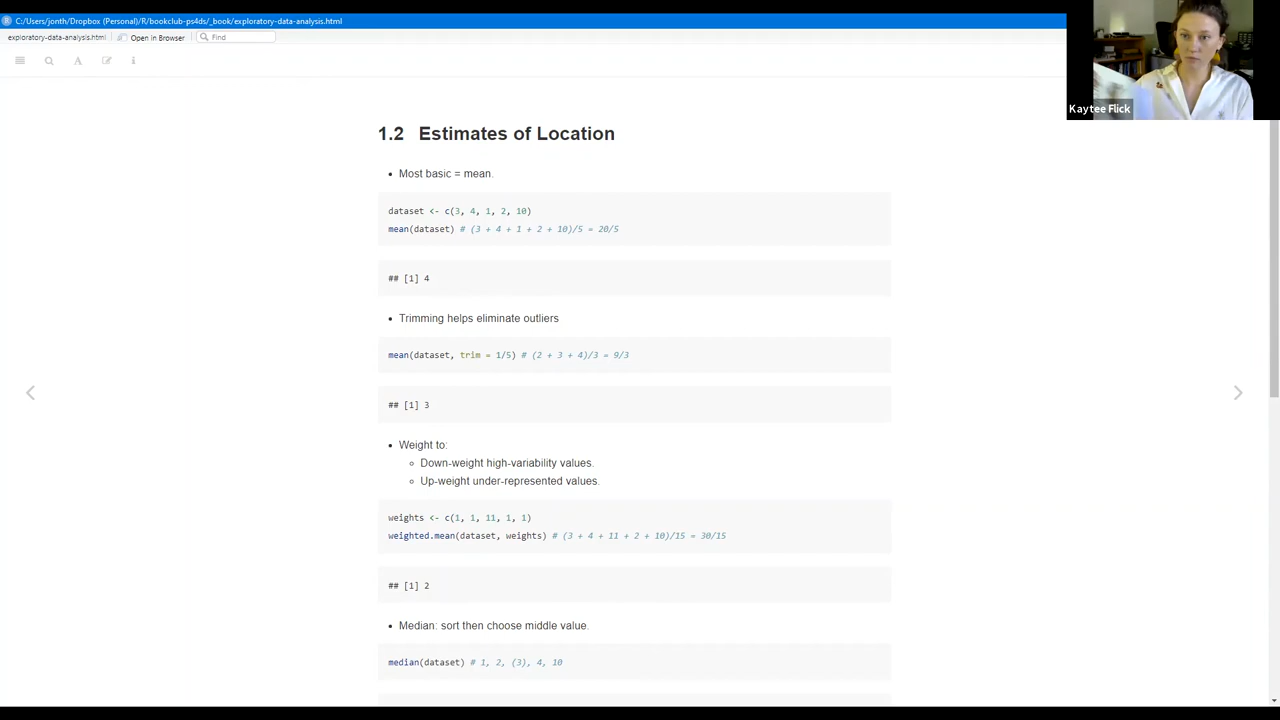 C:/Users/jonth/Dropbox (Personal)/R/bookclub-ps4ds/_book/exploratory-data-analysis.html
exploratory-data-analysis.html Open in Browser Find
Kaytee Flick
1.2 Estimates of Location
Most basic = mean.
dataset <- c(3, 4, 1, 2, 10)
mean(dataset) # (3 + 4 + 1 + 2 + 10)/5 = 20/5
## [1] 4
Trimming helps eliminate outliers
mean(dataset, trim = 1/5) # (2 + 3 + 4)/3 = 9/3
## [1] 3
Weight to:
Down-weight high-variability values.
Up-weight under-represented values.
weights <- c(1, 1, 11, 1, 1)
weighted.mean(dataset, weights) # (3 + 4 + 11 + 2 + 10)/15 = 30/15
## [1] 2
Median: sort then choose middle value.
median(dataset) # 1, 2, (3), 4, 10